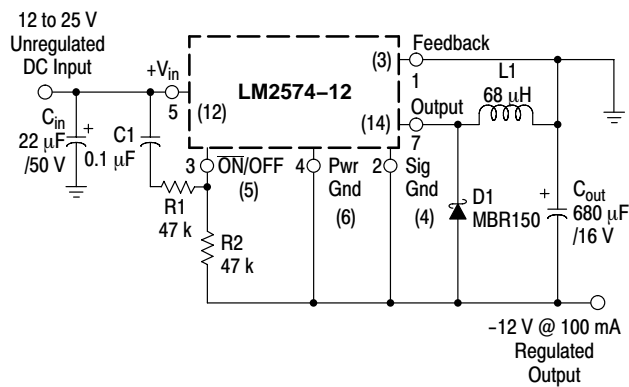 12 to 25 V
Unregulated
DC Input
+Vin
5
(12)
LM2574–12
(3)
Feedback
1
(14)
Output
7
L1
68 μH
Cin
22 μF
/50 V
+
C1
0.1
μF
3
ON/OFF
(5)
4
Pwr
Gnd
(6)
2
Sig
Gnd
(4)
R1
47 k
R2
47 k
D1
MBR150
+
Cout
680 μF
/16 V
–12 V @ 100 mA
Regulated
Output